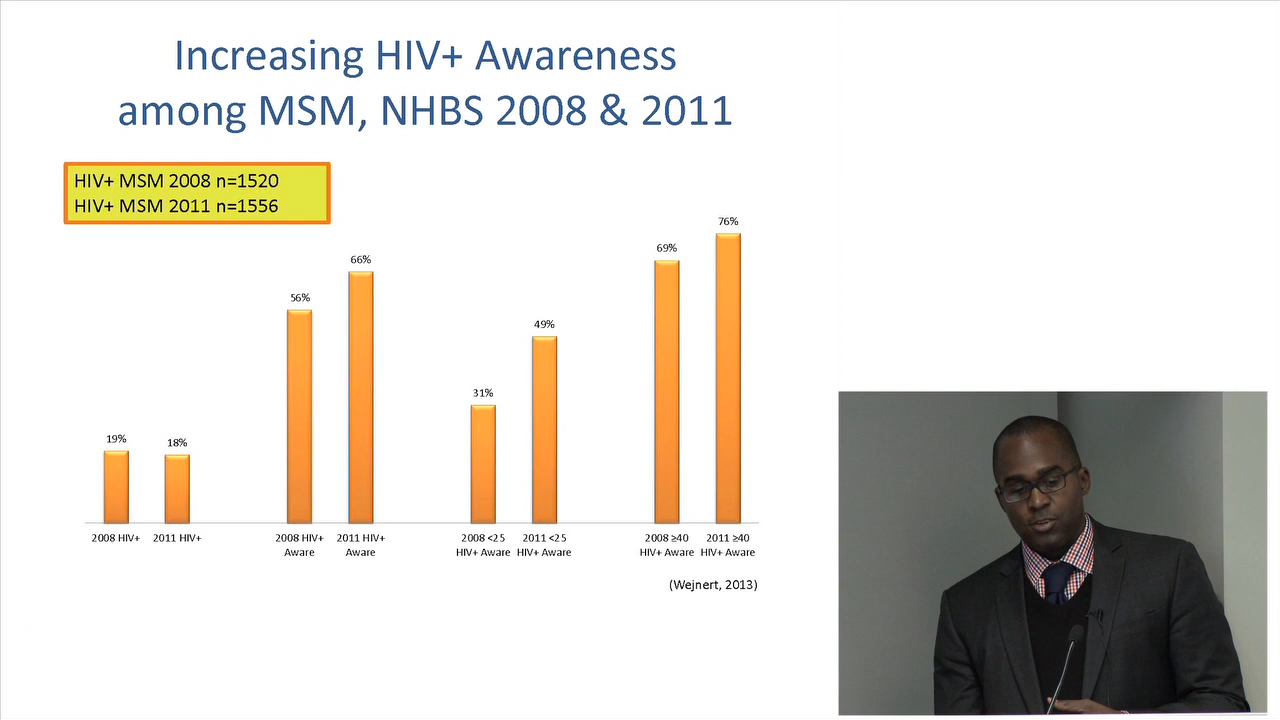 Increasing HIV+ Awareness
among MSM, NHBS 2008 & 2011
HIV+ MSM 2008 n=1520
HIV+ MSM 2011 n=1556
19%
18%
56%
66%
31%
49%
69%
76%
2008 HIV+
2011 HIV+
2008 HIV+
Aware
2011 HIV+
Aware
2008 <25
HIV+ Aware
2011 <25
HIV+ Aware
2008 ≥40
HIV+ Aware
2011 ≥40
HIV+ Aware
(Wejnert, 2013)